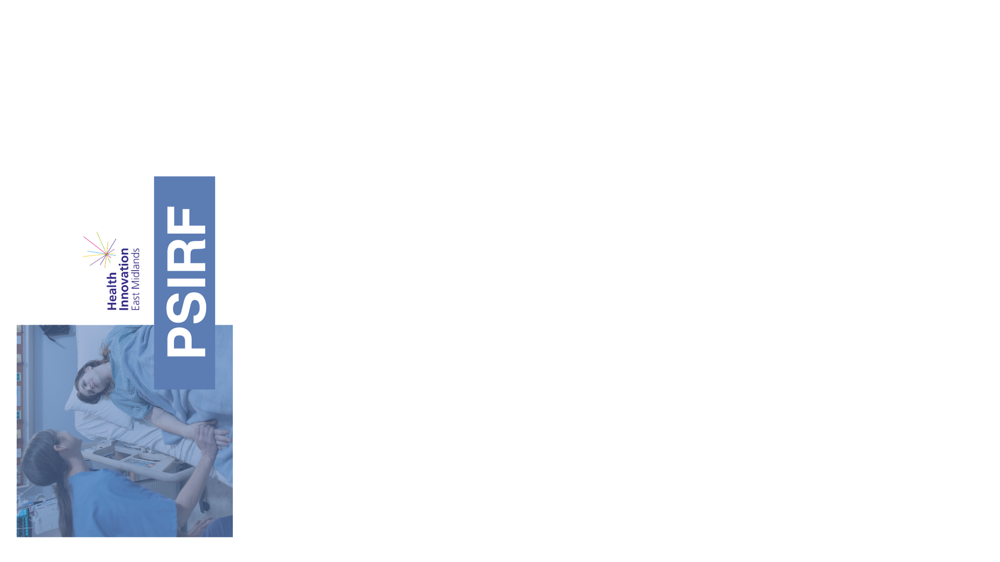 Health
Innovation
East Midlands
PSIRF